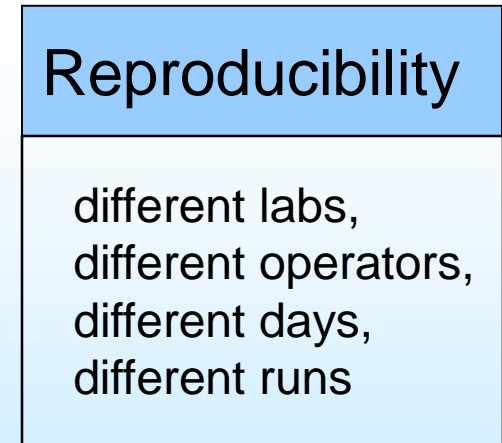 Reproducibility
different labs,
different operators,
different days,
different runs